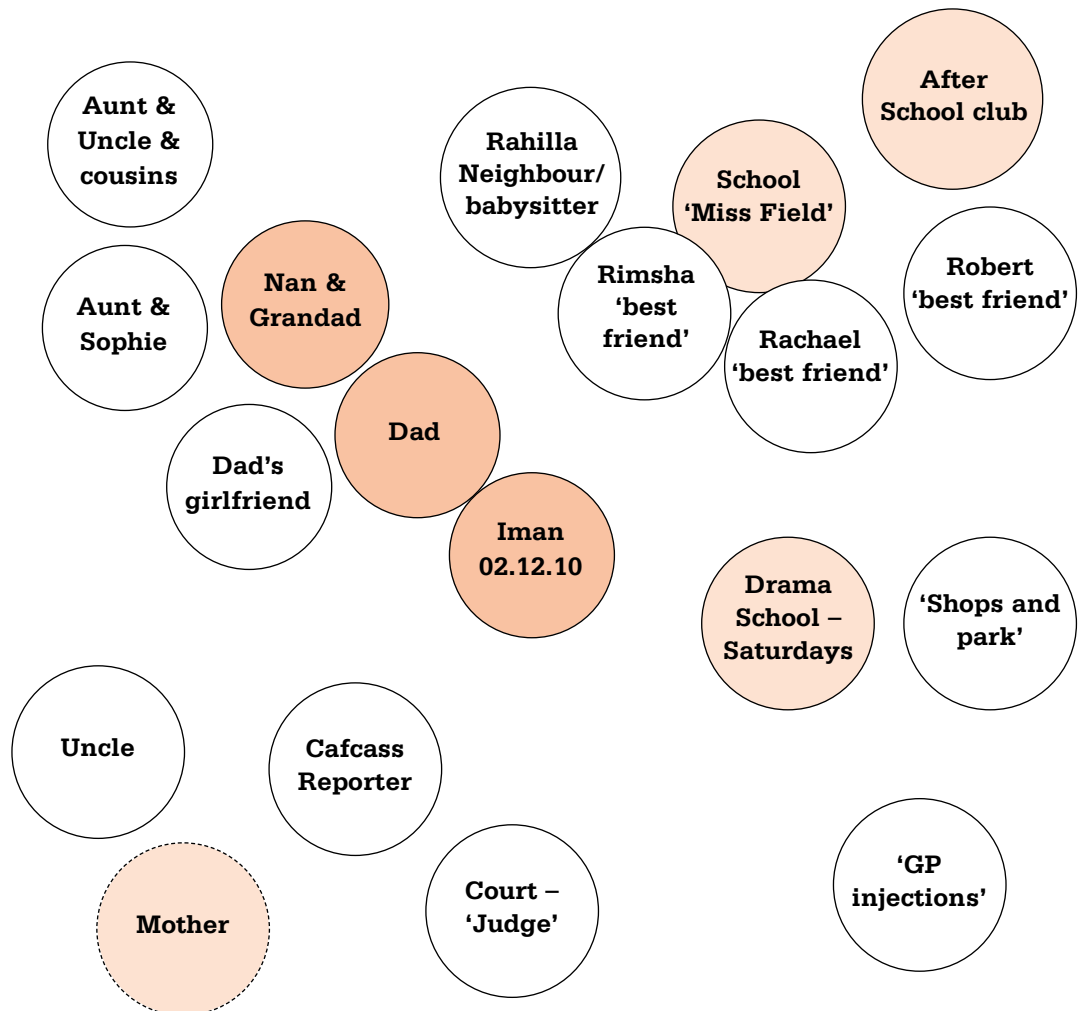 After
School club
Aunt &
Uncle &
cousins
Rahilla
Neighbour/
babysitter
School
‘Miss Field’
Nan &
Grandad
Rimsha
‘best
friend’
Robert
‘best friend’
Aunt &
Sophie
Rachael
‘best friend’
Dad
Dad’s
girlfriend
Iman
02.12.10
Drama
School –
Saturdays
‘Shops and
park’
Uncle
Cafcass
Reporter
Mother
Court –
‘Judge’
‘GP
injections’